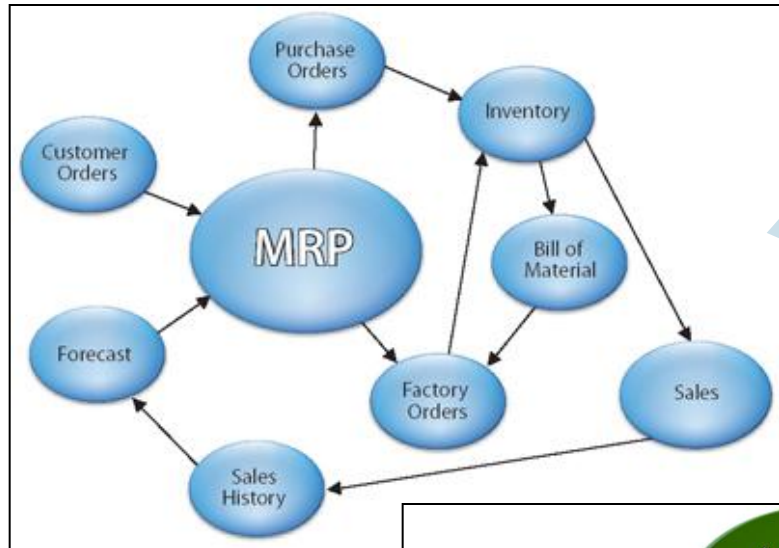 Purchase
Orders
Inventory
Customer
Orders
MRP
Bill of
Material
Forecast
Factory
Orders
Sales
Sales
History